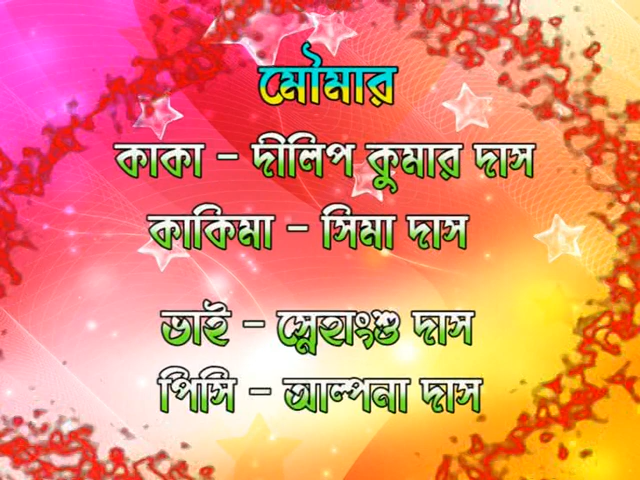 মৌমার
কাকা - দীলিপ কুমার দাস
কাকিমা - সিমা দাস
ভাই - স্নেহাংশু দাস
পিসি - আল্পনা দাস